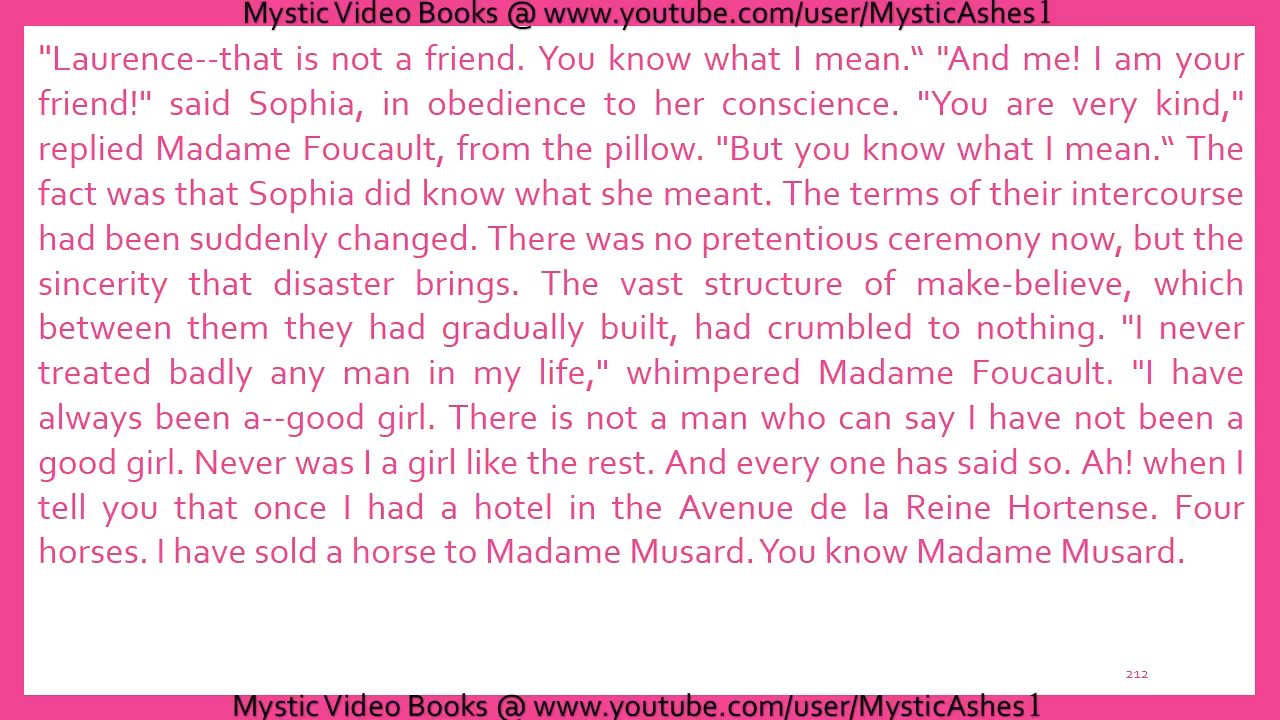 Mystic Video Books @ www.youtube.com/user/MysticAshes1
"Laurence--that is not a friend. You know what I mean.“ "And me! I am your
friend!" said Sophia, in obedience to her conscience. "You are very kind,"
replied Madame Foucault, from the pillow. "But you know what I mean.“ The
fact was that Sophia did know what she meant. The terms of their intercourse
had been suddenly changed. There was no pretentious ceremony now, but the
sincerity that disaster brings. The vast structure of make-believe, which
between them they had gradually built, had crumbled to nothing. "I never
treated badly any man in my life," whimpered Madame Foucault. "I have
always been a--good girl. There is not a man who can say I have not been a
good girl. Never was I a girl like the rest. And every one has said so. Ah! when I
tell you that once I had a hotel in the Avenue de la Reine Hortense. Four
horses. I have sold a horse to Madame Musard. You know Madame Musard.
212
Mystic Video Books @ www.youtube.com/user/MysticAshes1